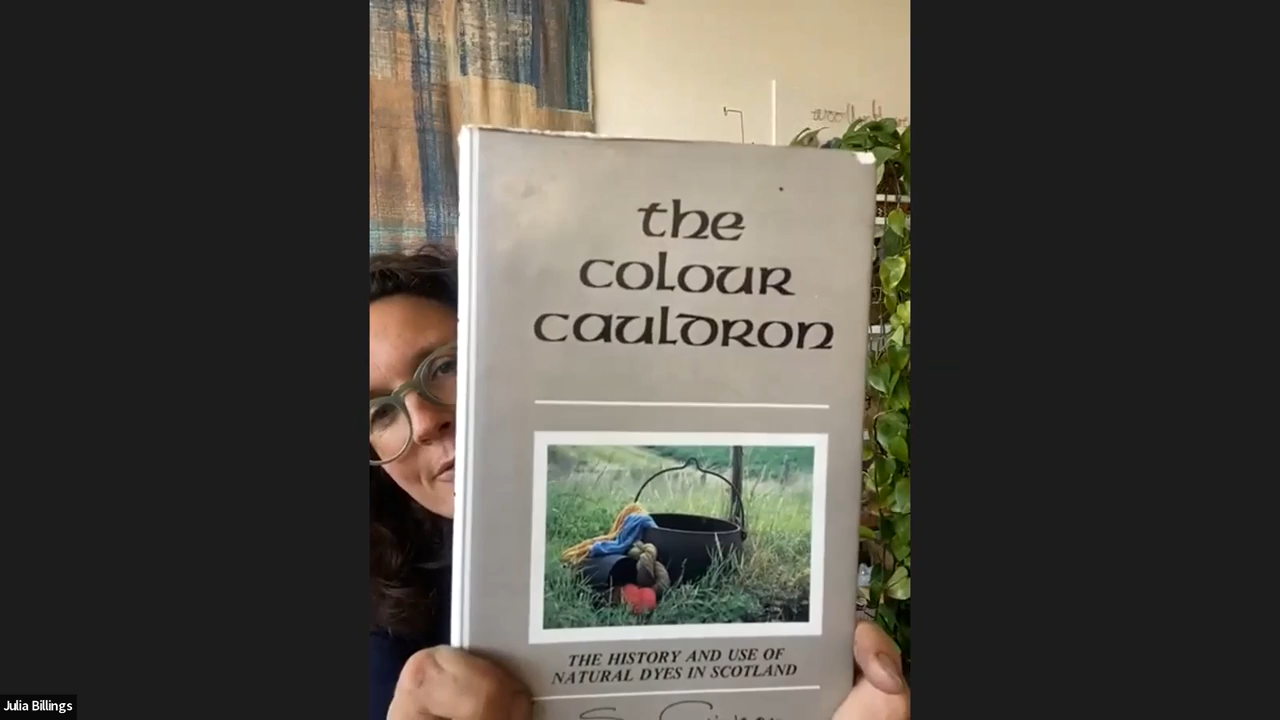 the
colour
cauldron
THE HISTORY AND USE OF
NATURAL DYES IN SCOTLAND
Julia Billings